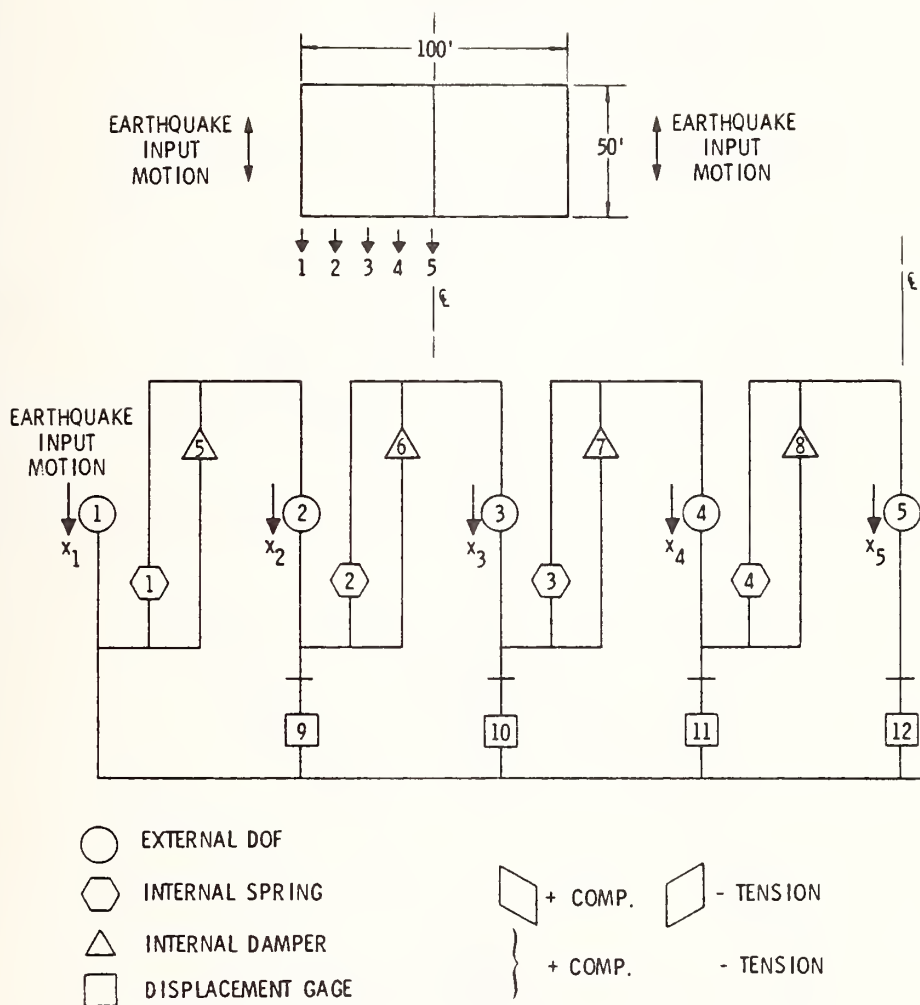 100'
EARTHQUAKE
INPUT
MOTION
50'
EARTHQUAKE
INPUT
MOTION
1 2 3 4 5
℄
℄
EARTHQUAKE
INPUT
MOTION
5 6 7 8
1 2 3 4 5
x1 x2 x3 x4 x5
1 2 3 4
9 10 11 12
EXTERNAL DOF
INTERNAL SPRING
+ COMP. - TENSION
INTERNAL DAMPER
+ COMP. - TENSION
DISPLACEMENT GAGE